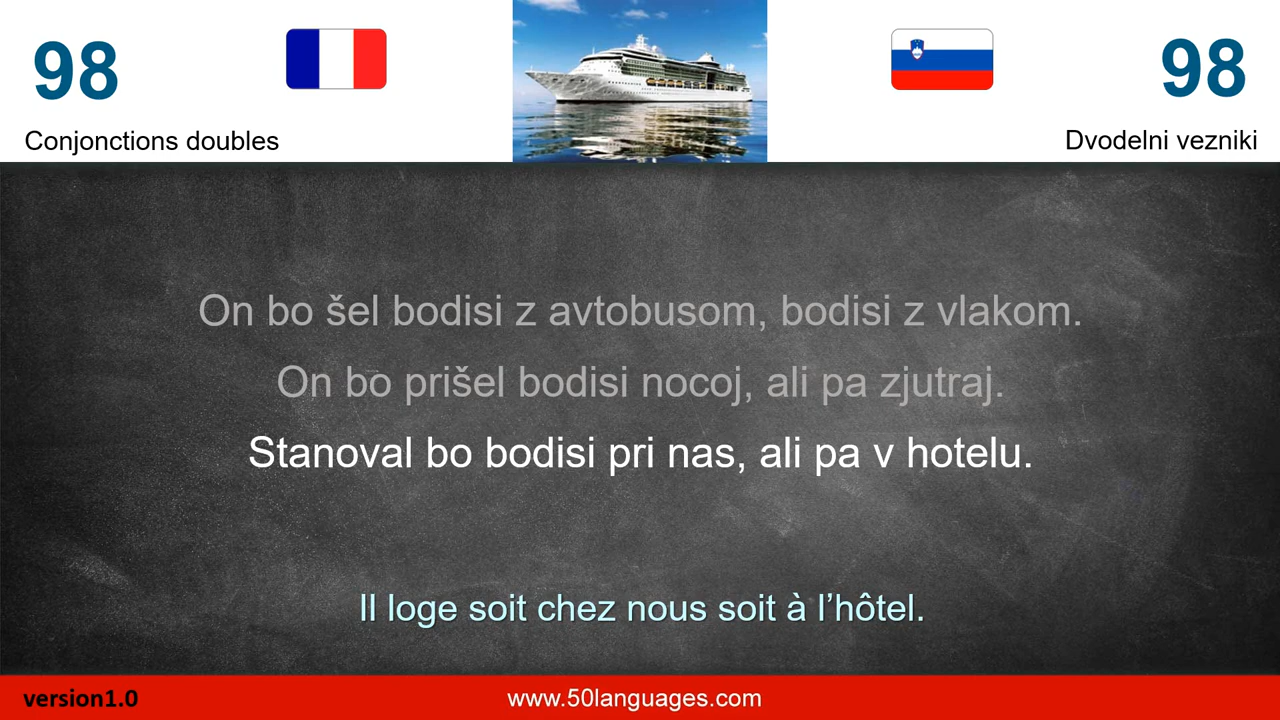 98
98
Conjonctions doubles
Dvodelni vezniki
On bo šel bodisi z avtobusom, bodisi z vlakom.
On bo prišel bodisi nocoj, ali pa zjutraj.
Stanoval bo bodisi pri nas, ali pa v hotelu.
Il loge soit chez nous soit à l’hôtel.
version1.0
www.50languages.com